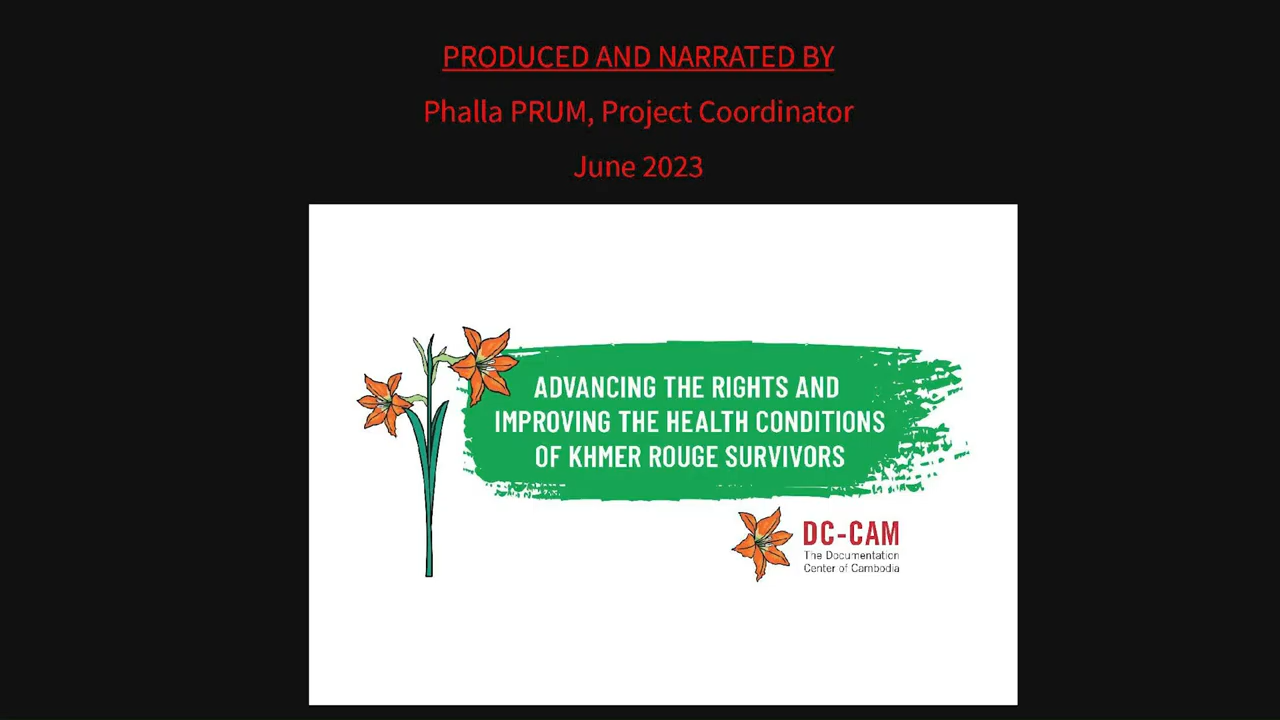 PRODUCED AND NARRATED BY
Phalla PRUM, Project Coordinator
June 2023
ADVANCING THE RIGHTS AND
IMPROVING THE HEALTH CONDITIONS
OF KHMER ROUGE SURVIVORS
DC-CAM
The Documentation
Center of Cambodia